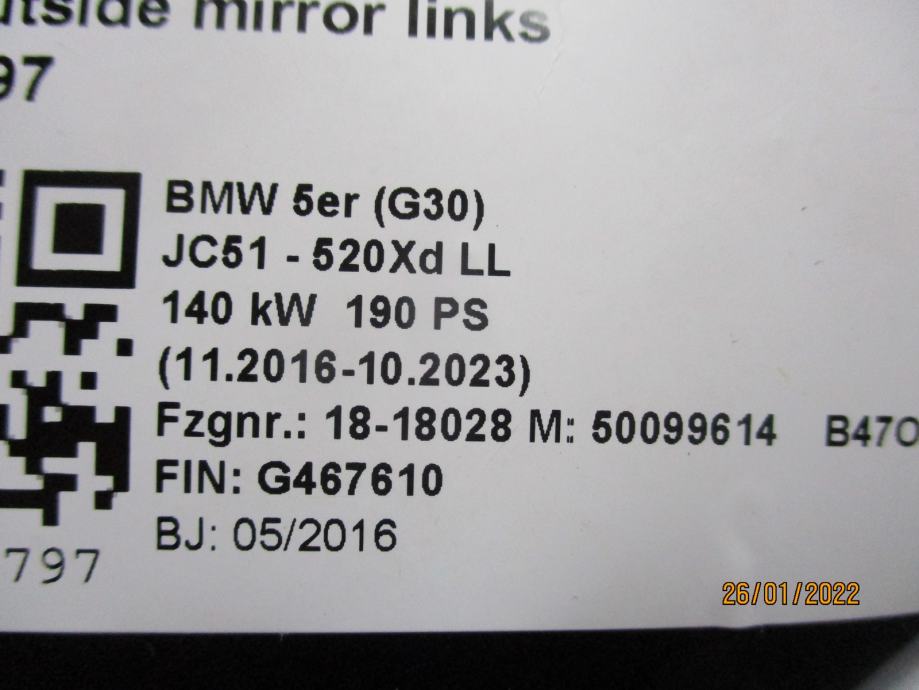 outside mirror links
97
BMW 5er (G30)
JC51 - 520Xd LL
140 kW 190 PS
(11.2016-10.2023)
Fzgnr.: 18-18028 M: 50099614 B47O
FIN: G467610
BJ: 05/2016
797
26/01/2022